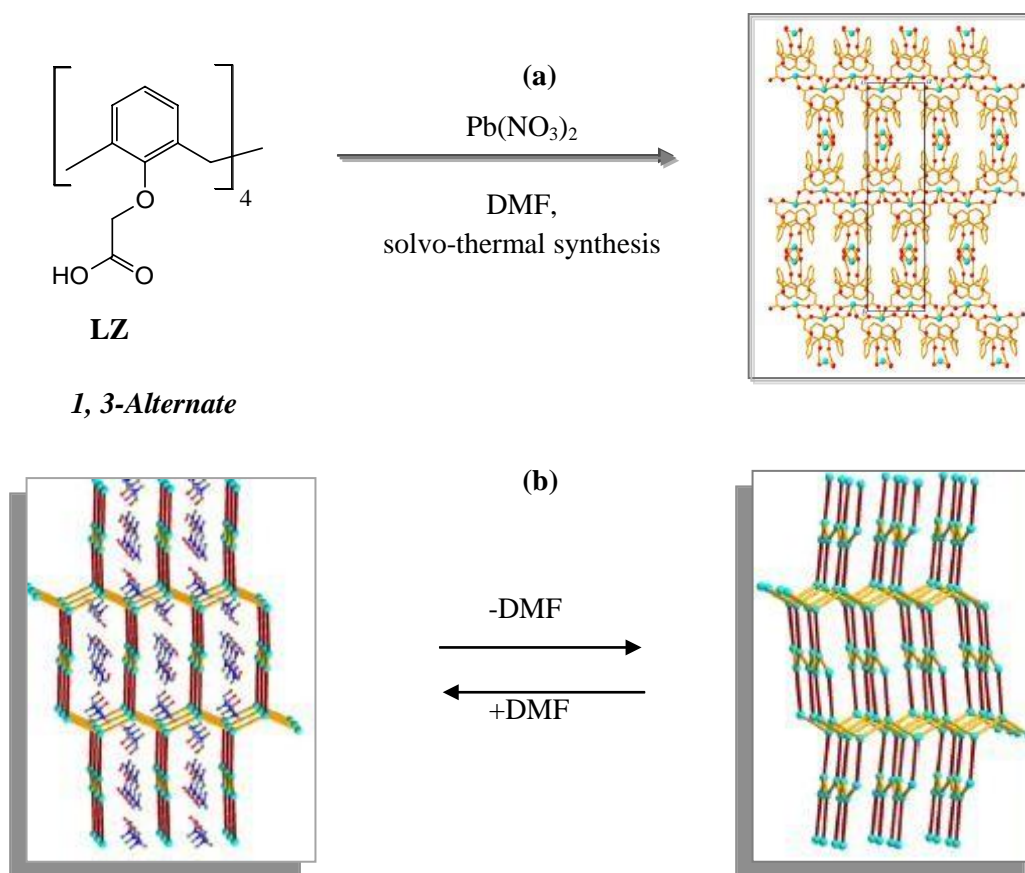 (a)
Pb(NO₃)₂
DMF,
solvo-thermal synthesis
4
O
HO
O
LZ
1, 3-Alternate
(b)
-DMF
+DMF